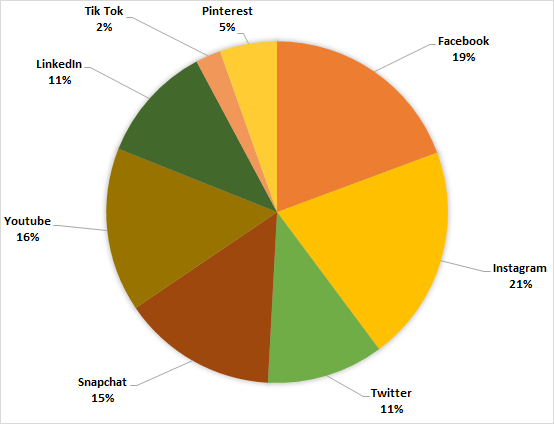 Tik Tok
2%
Pinterest
5%
Facebook
19%
LinkedIn
11%
Youtube
16%
Instagram
21%
Snapchat
15%
Twitter
11%